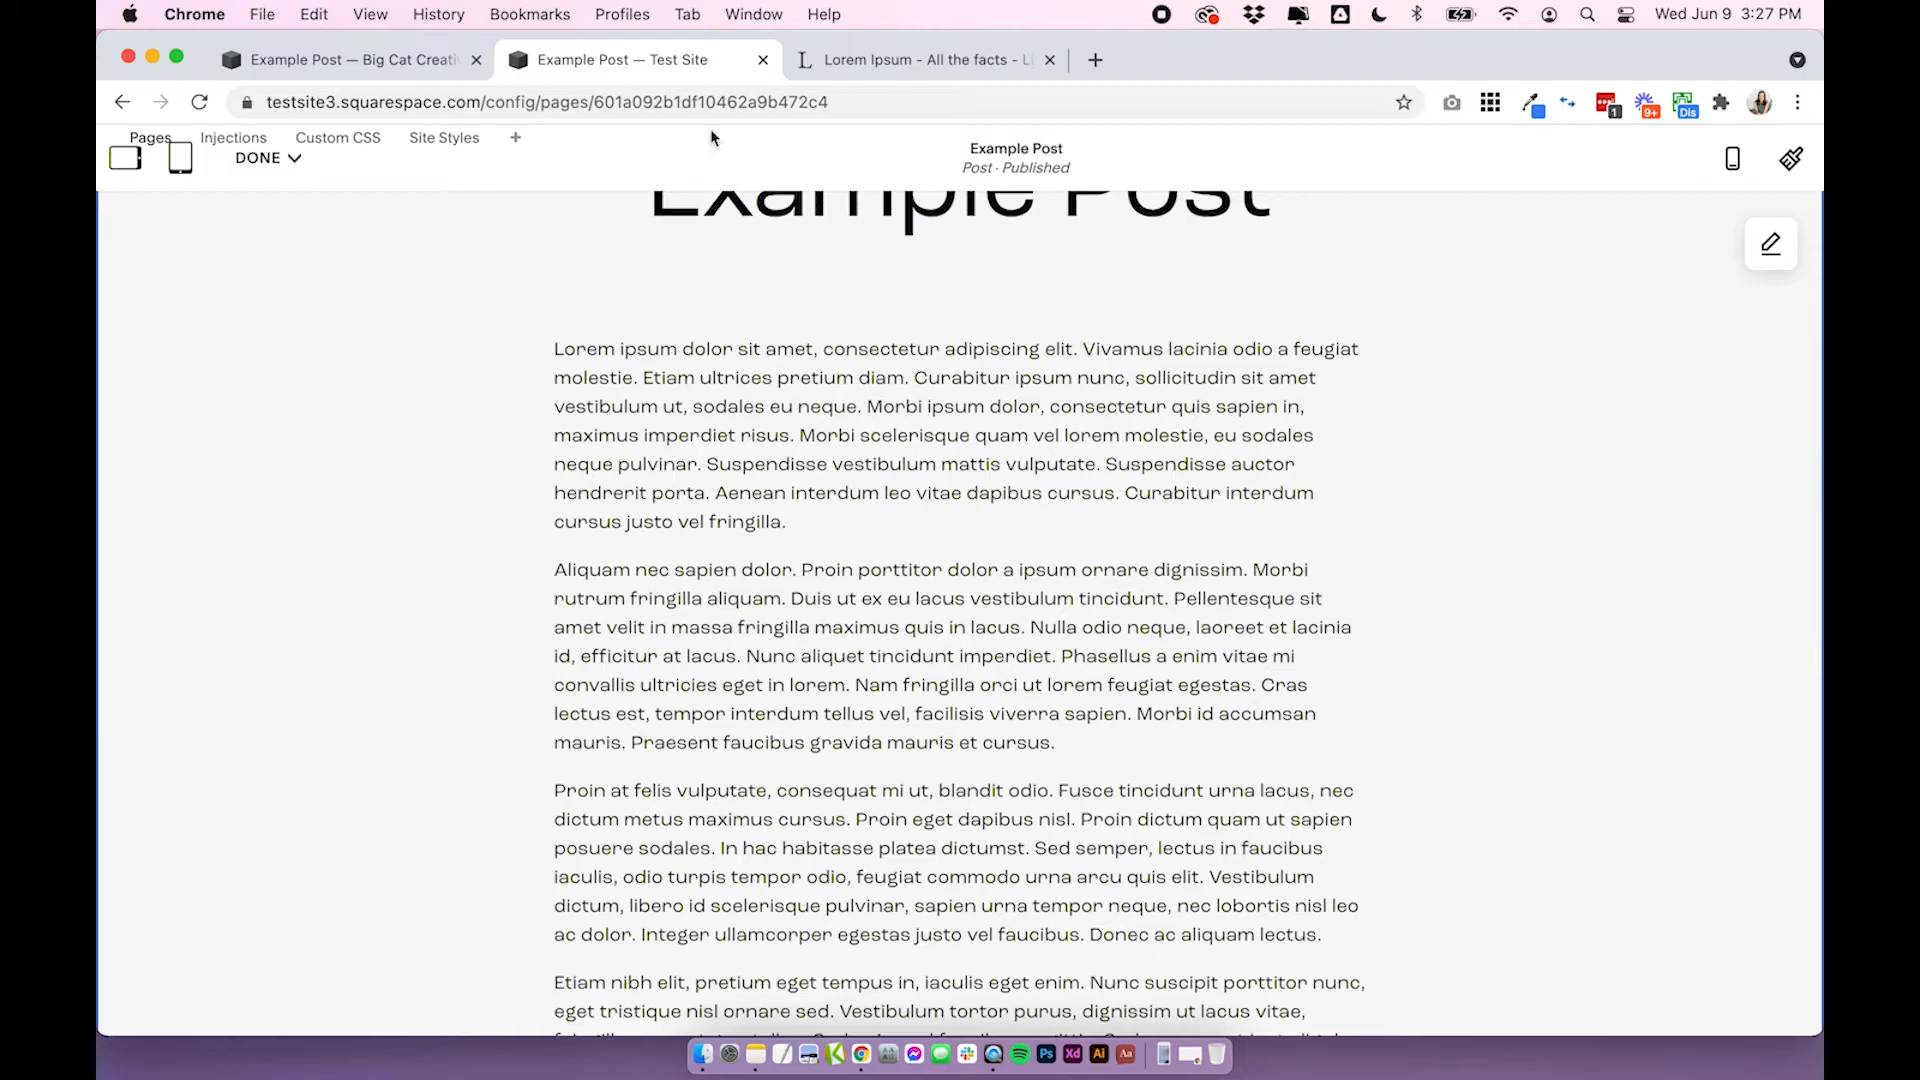 Chrome File Edit View History Bookmarks Profiles Tab Window Help Wed Jun 9 3:27 PM
Example Post — Big Cat Creati Example Post — Test Site Lorem Ipsum - All the facts - Li
testsite3.squarespace.com/config/pages/601a092b1df10462a9b472c4 1 9+ Dis
Pages Injections Custom CSS Site Styles +
DONE
Example Post
Post · Published
Example Post
Lorem ipsum dolor sit amet, consectetur adipiscing elit. Vivamus lacinia odio a feugiat
molestie. Etiam ultrices pretium diam. Curabitur ipsum nunc, sollicitudin sit amet
vestibulum ut, sodales eu neque. Morbi ipsum dolor, consectetur quis sapien in,
maximus imperdiet risus. Morbi scelerisque quam vel lorem molestie, eu sodales
neque pulvinar. Suspendisse vestibulum mattis vulputate. Suspendisse auctor
hendrerit porta. Aenean interdum leo vitae dapibus cursus. Curabitur interdum
cursus justo vel fringilla.
Aliquam nec sapien dolor. Proin porttitor dolor a ipsum ornare dignissim. Morbi
rutrum fringilla aliquam. Duis ut ex eu lacus vestibulum tincidunt. Pellentesque sit
amet velit in massa fringilla maximus quis in lacus. Nulla odio neque, laoreet et lacinia
id, efficitur at lacus. Nunc aliquet tincidunt imperdiet. Phasellus a enim vitae mi
convallis ultricies eget in lorem. Nam fringilla orci ut lorem feugiat egestas. Cras
lectus est, tempor interdum tellus vel, facilisis viverra sapien. Morbi id accumsan
mauris. Praesent faucibus gravida mauris et cursus.
Proin at felis vulputate, consequat mi ut, blandit odio. Fusce tincidunt urna lacus, nec
dictum metus maximus cursus. Proin eget dapibus nisl. Proin dictum quam ut sapien
posuere sodales. In hac habitasse platea dictumst. Sed semper, lectus in faucibus
iaculis, odio turpis tempor odio, feugiat commodo urna arcu quis elit. Vestibulum
dictum, libero id scelerisque pulvinar, sapien urna tempor neque, nec lobortis nisl leo
ac dolor. Integer ullamcorper egestas justo vel faucibus. Donec ac aliquam lectus.
Etiam nibh elit, pretium eget tempus in, iaculis eget enim. Nunc suscipit porttitor nunc,
eget tristique nisl ornare sed. Vestibulum tortor purus, dignissim ut lacus vitae,
Ps Xd Ai Aa